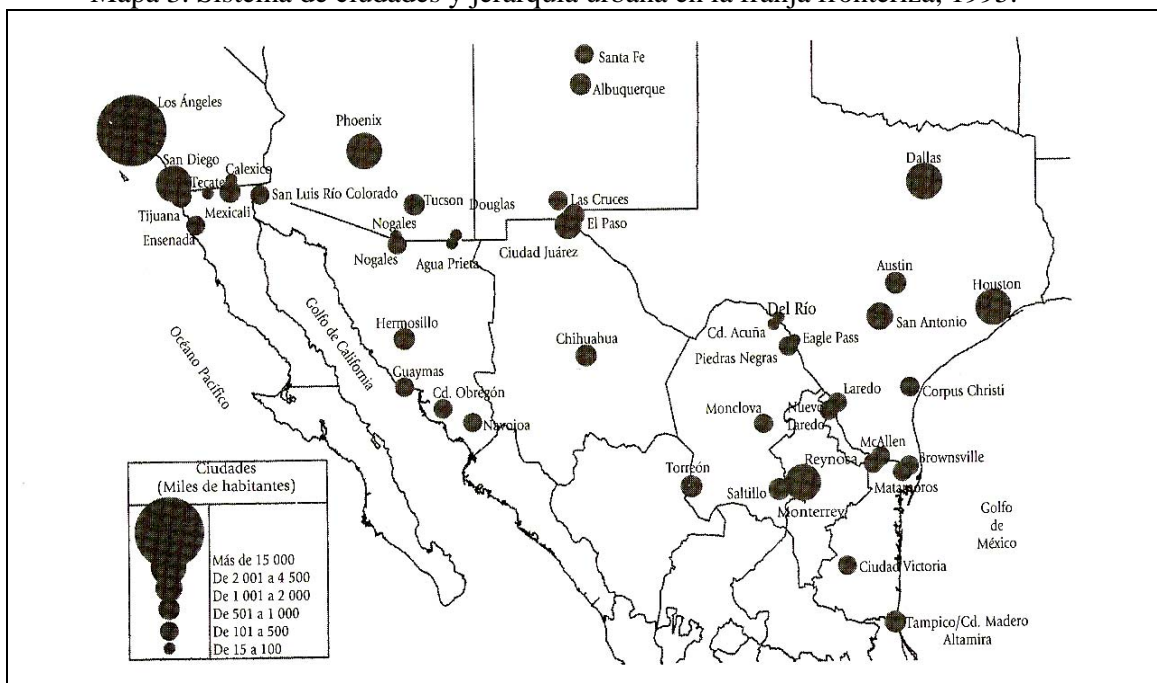 Mapa 3. Sistema de ciudades y jerarquía urbana en la franja fronteriza, 1995.
Santa Fe
Albuquerque
Los Ángeles
Phoenix
Dallas
San Diego
Calexico
Tecate
San Luis Río Colorado
Tucson
Douglas
Las Cruces
Tijuana
Mexicali
Nogales
El Paso
Ensenada
Nogales
Agua Prieta
Ciudad Juárez
Austin
Houston
San Antonio
Del Río
Cd. Acuña
Eagle Pass
Piedras Negras
Hermosillo
Golfo de California
Chihuahua
Océano Pacífico
Guaymas
Cd. Obregón
Navojoa
Laredo
Corpus Christi
Monclova
Nuevo
Laredo
McAllen
Reynosa
Brownsville
Torreón
Saltillo
Matamoros
Monterrey
Golfo
de
México
Ciudad Victoria
Tampico/Cd. Madero
Altamira
Ciudades
(Miles de habitantes)
Más de 15 000
De 2 001 a 4 500
De 1 001 a 2 000
De 501 a 1 000
De 101 a 500
De 15 a 100